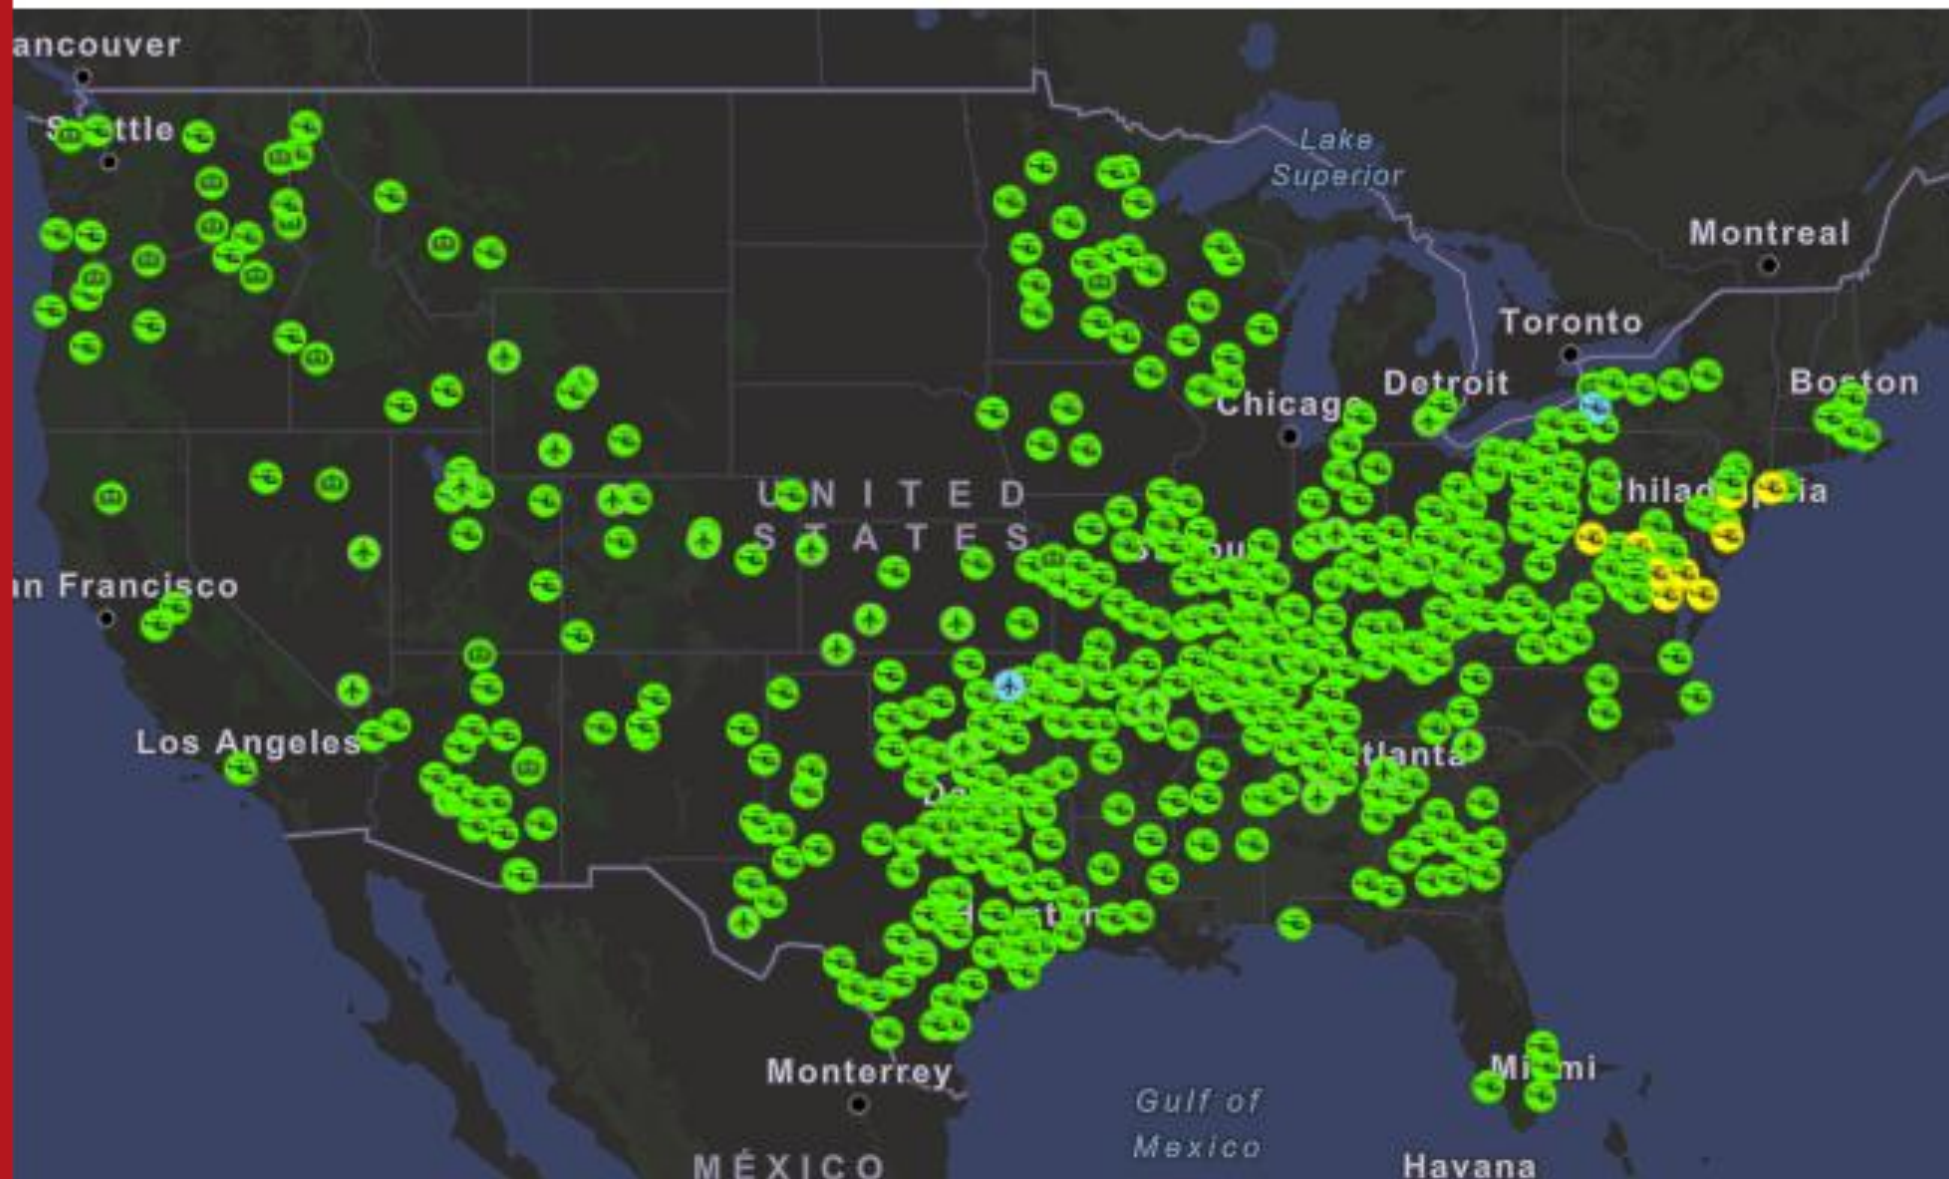 ancouver
Lake
Superior
Montreal
Toronto
Detroit
Boston
Chicago
UNITED
STATES
an Francisco
Los Angeles
Monterrey
Gulf of
Mexico
MÉXICO
Havana